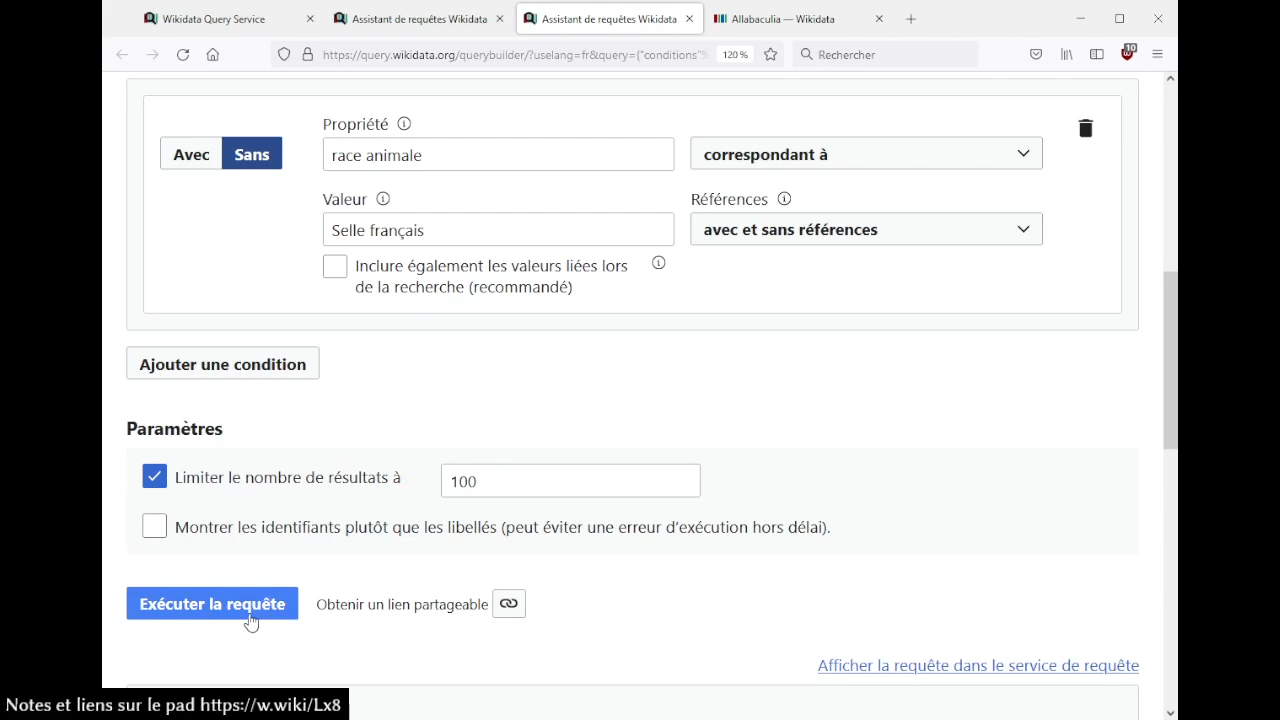 Wikidata Query Service
Assistant de requêtes Wikidata
Assistant de requêtes Wikidata
Allabaculia — Wikidata
https://query.wikidata.org/querybuilder/?uselang=fr&query={"conditions"%
120 %
Rechercher
10
Propriété
Avec
Sans
race animale
correspondant à
Valeur
Références
Selle français
avec et sans références
Inclure également les valeurs liées lors
de la recherche (recommandé)
Ajouter une condition
Paramètres
Limiter le nombre de résultats à
100
Montrer les identifiants plutôt que les libellés (peut éviter une erreur d'exécution hors délai).
Exécuter la requête
Obtenir un lien partageable
Afficher la requête dans le service de requête
Notes et liens sur le pad https://w.wiki/Lx8